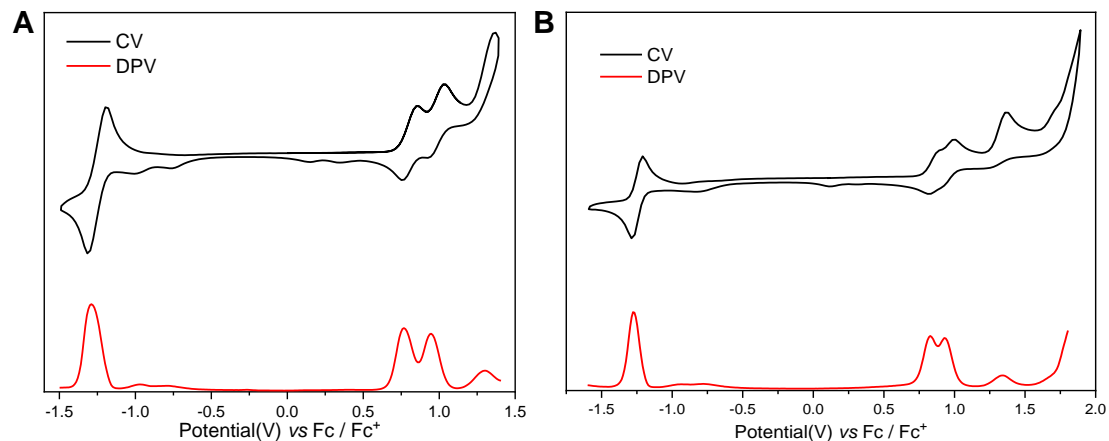 A
CV
DPV
-1.5 -1.0 -0.5 0.0 0.5 1.0 1.5
Potential(V) vs Fc / Fc⁺
B
CV
DPV
-1.5 -1.0 -0.5 0.0 0.5 1.0 1.5 2.0
Potential(V) vs Fc / Fc⁺